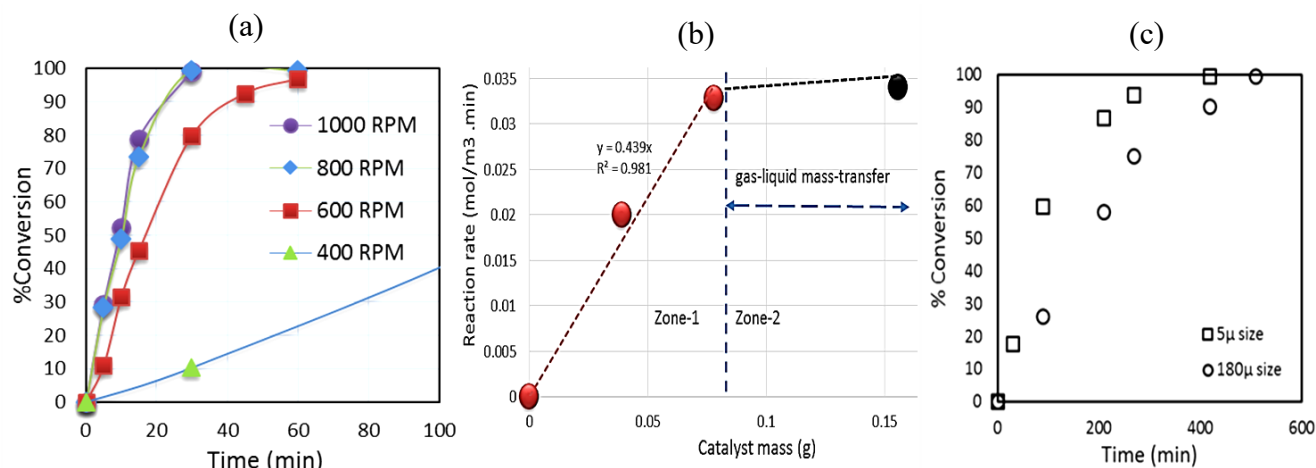 (a)
%Conversion
100
90
80
70
60
50
40
30
20
10
0
1000 RPM
800 RPM
600 RPM
400 RPM
0
20
40
60
80
100
Time (min)
(b)
Reaction rate (mol/m3 .min)
0.035
0.03
0.025
0.02
0.015
0.01
0.005
0
y = 0.439x
R² = 0.981
gas-liquid mass-transfer
Zone-1
Zone-2
0
0.05
0.1
0.15
Catalyst mass (g)
(c)
% Conversion
100
90
80
70
60
50
40
30
20
10
0
5µ size
180µ size
0
200
400
600
Time (min)